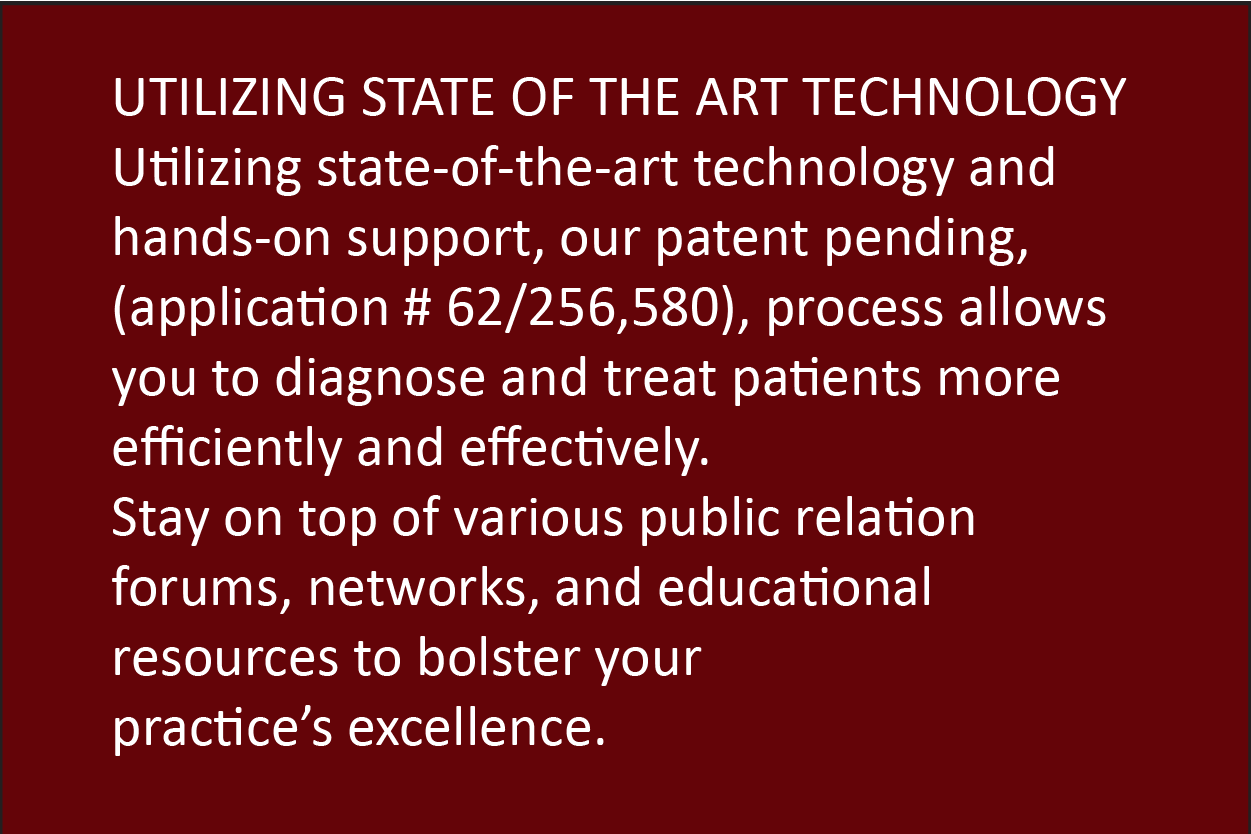 UTILIZING STATE OF THE ART TECHNOLOGY
Utilizing state-of-the-art technology and
hands-on support, our patent pending,
(application # 62/256,580), process allows
you to diagnose and treat patients more
efficiently and effectively.
Stay on top of various public relation
forums, networks, and educational
resources to bolster your
practice’s excellence.